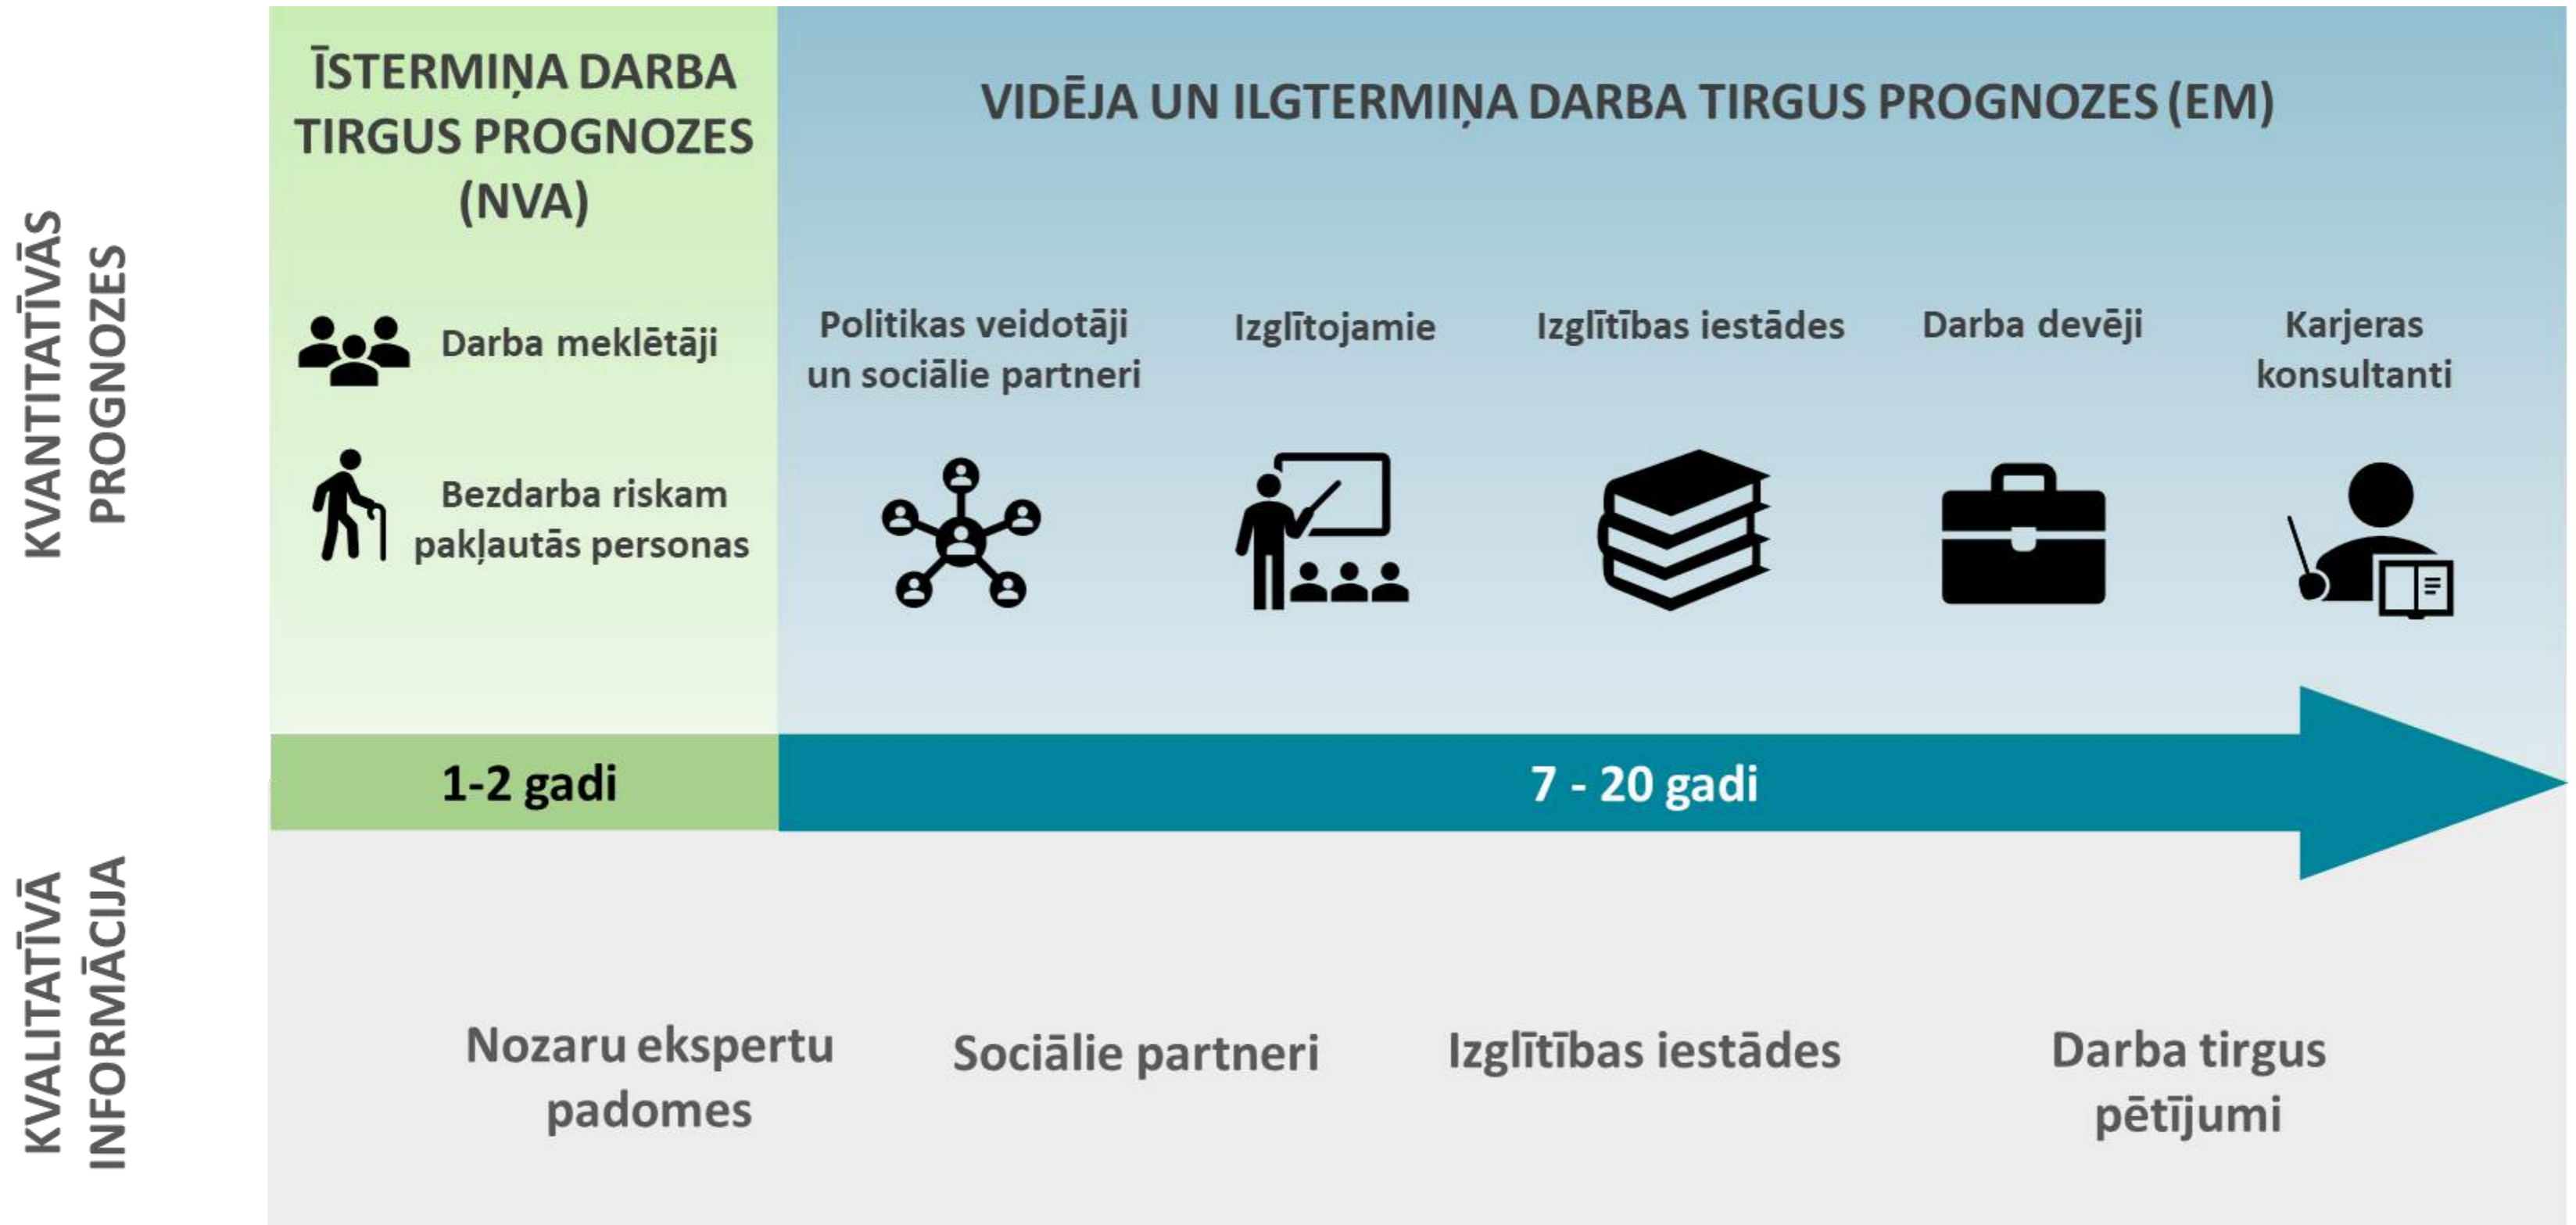 KVANTITATĪVĀS
PROGNOZES
ĪSTERMIŅA DARBA
TIRGUS PROGNOZES
(NVA)
Darba meklētāji
Bezdarba riskam
pakļautās personas
VIDĒJA UN ILGTERMIŅA DARBA TIRGUS PROGNOZES (EM)
Politikas veidotāji
un sociālie partneri
Izglītojamie
Izglītības iestādes
Darba devēji
Karjeras
konsultanti
1-2 gadi
7 - 20 gadi
KVALITATĪVĀ
INFORMĀCIJA
Nozaru ekspertu
padomes
Sociālie partneri
Izglītības iestādes
Darba tirgus
pētījumi